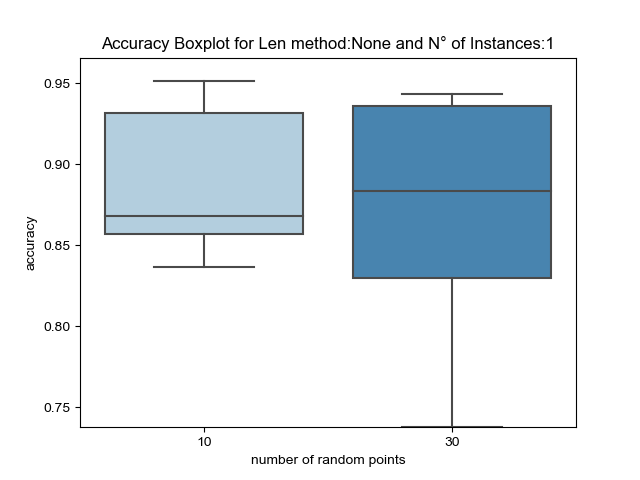 Accuracy Boxplot for Len method:None and N° of Instances:1
accuracy
0.95
0.90
0.85
0.80
0.75
10
30
number of random points